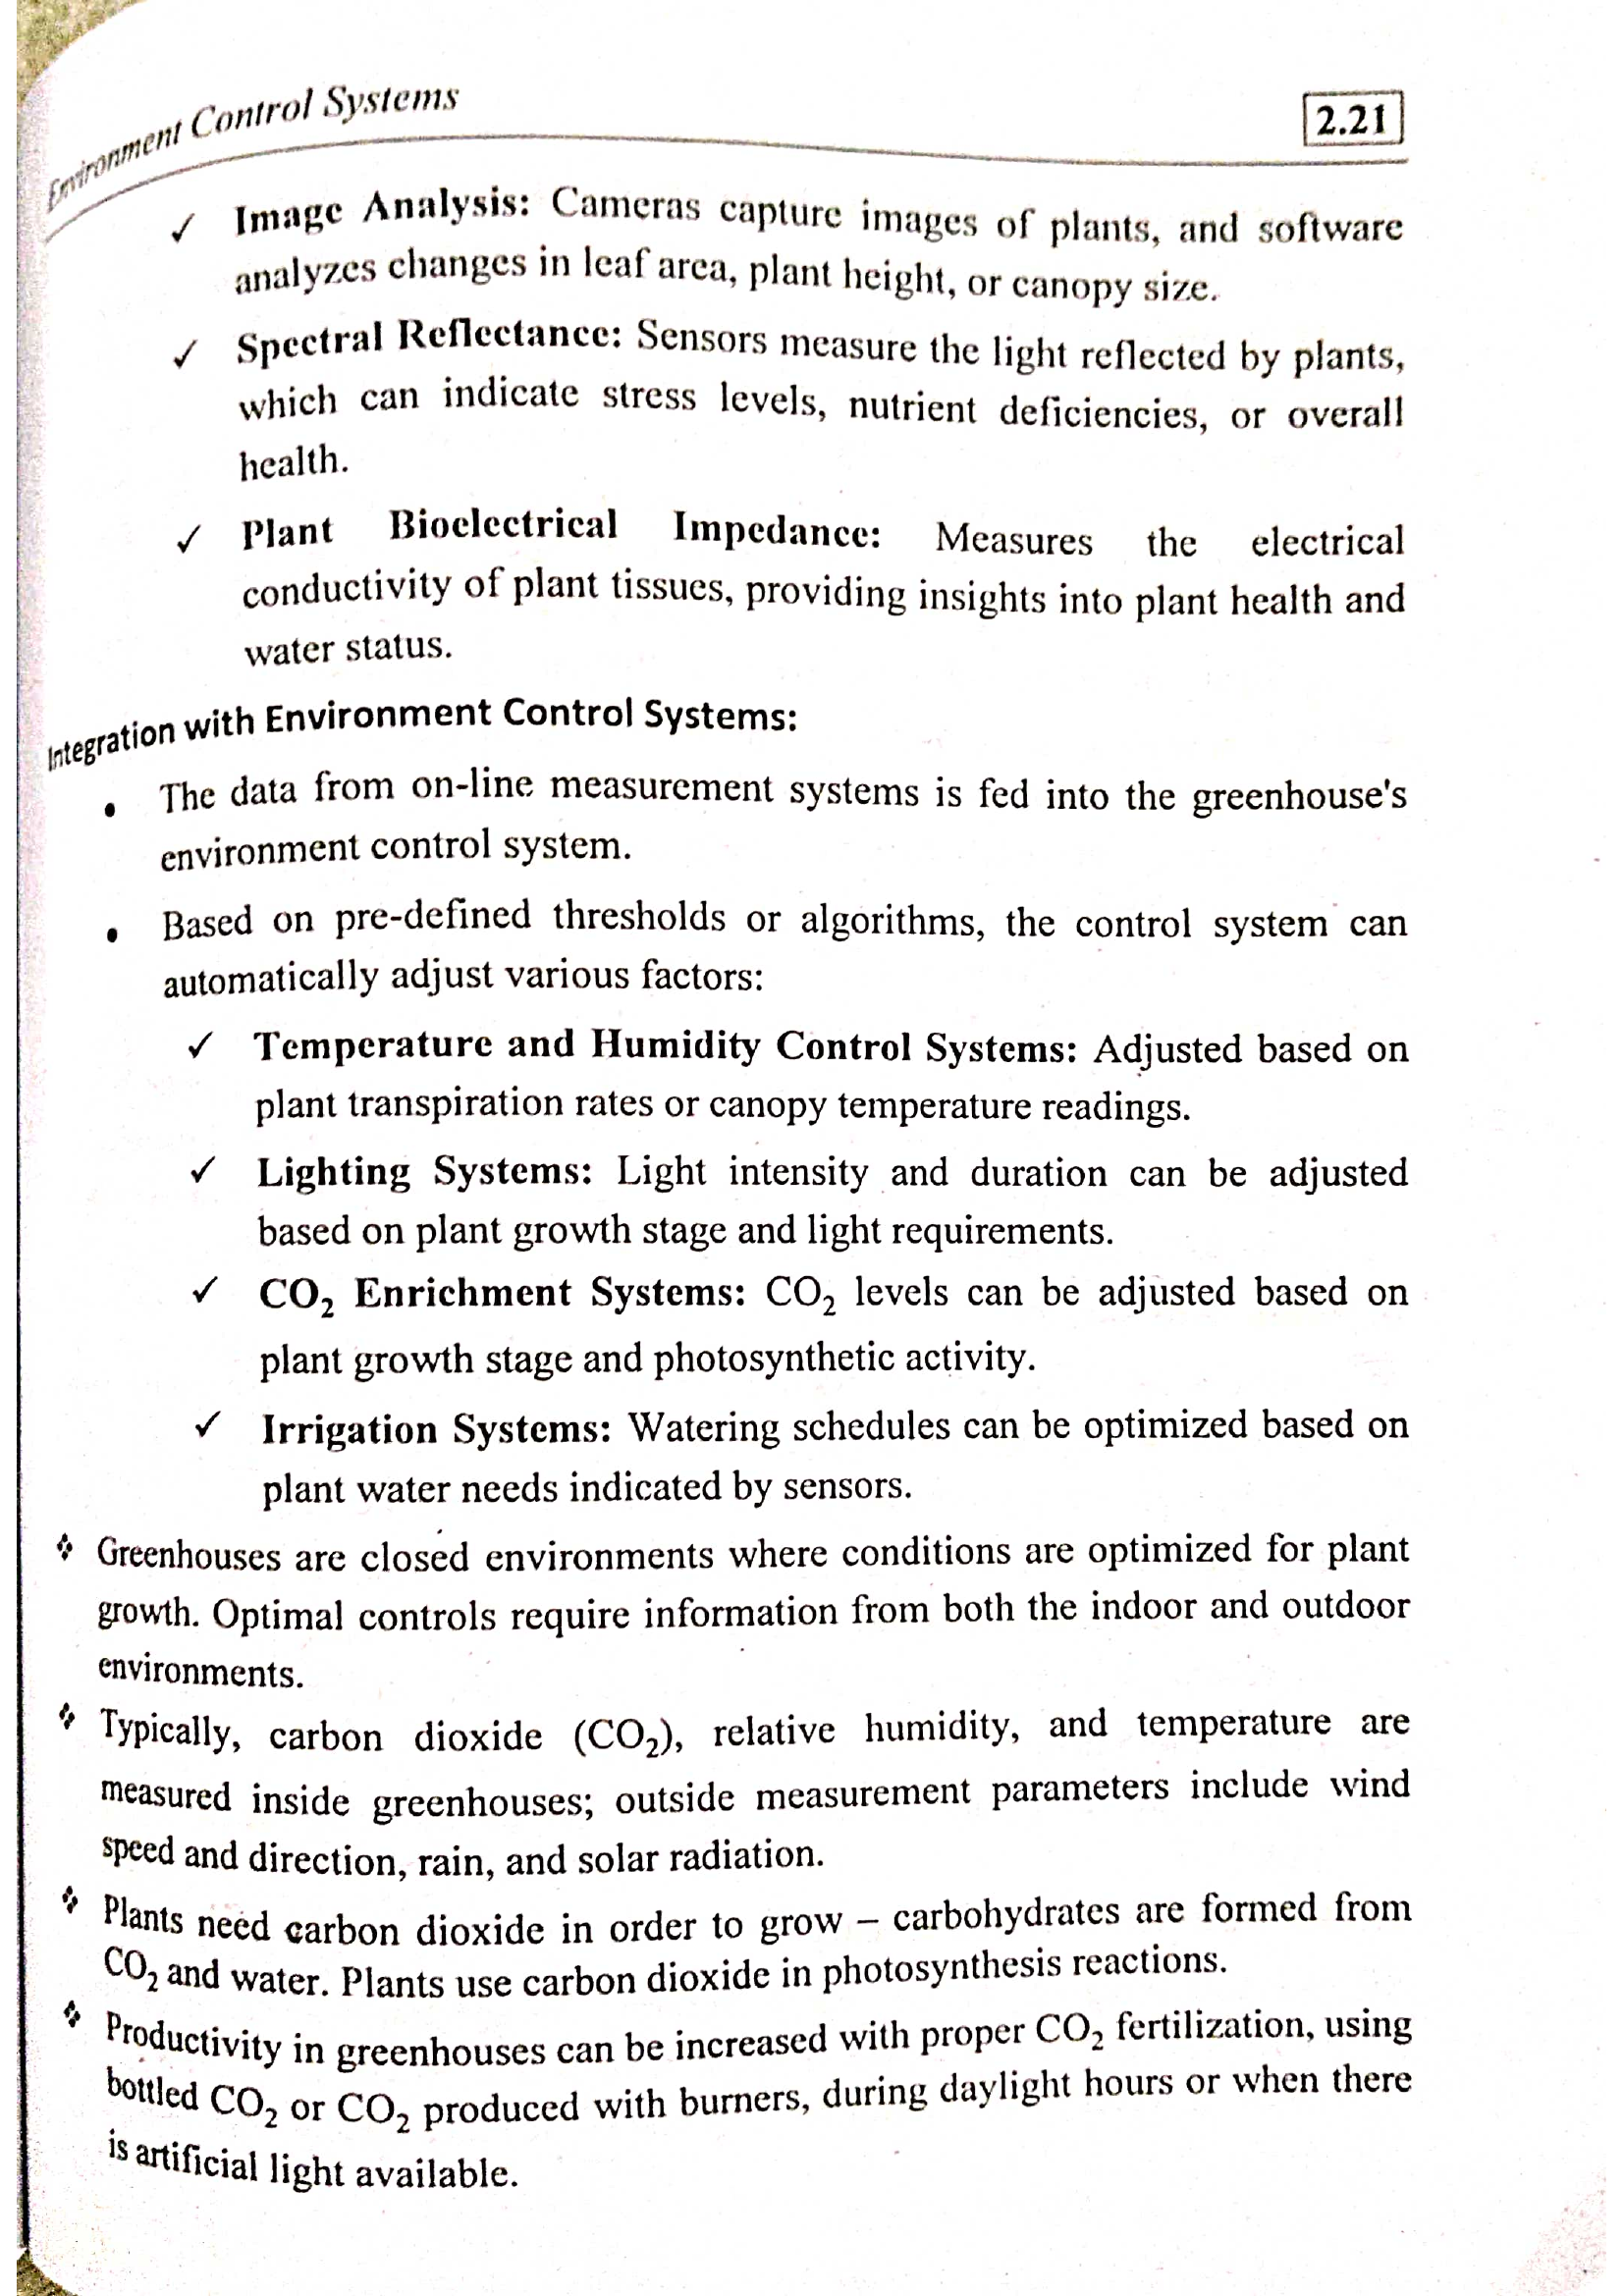 Environment Control Systems
2.21
✓ Image Analysis: Cameras capture images of plants, and software
analyzes changes in leaf area, plant height, or canopy size.
✓ Spectral Reflectance: Sensors measure the light reflected by plants,
which can indicate stress levels, nutrient deficiencies, or overall
health.
✓ Plant Bioelectrical Impedance: Measures the electrical
conductivity of plant tissues, providing insights into plant health and
water status.
Integration with Environment Control Systems:
• The data from on-line measurement systems is fed into the greenhouse's
environment control system.
• Based on pre-defined thresholds or algorithms, the control system can
automatically adjust various factors:
✓ Temperature and Humidity Control Systems: Adjusted based on
plant transpiration rates or canopy temperature readings.
✓ Lighting Systems: Light intensity and duration can be adjusted
based on plant growth stage and light requirements.
✓ CO₂ Enrichment Systems: CO₂ levels can be adjusted based on
plant growth stage and photosynthetic activity.
✓ Irrigation Systems: Watering schedules can be optimized based on
plant water needs indicated by sensors.
❖ Greenhouses are closed environments where conditions are optimized for plant
growth. Optimal controls require information from both the indoor and outdoor
environments.
❖ Typically, carbon dioxide (CO₂), relative humidity, and temperature are
measured inside greenhouses; outside measurement parameters include wind
speed and direction, rain, and solar radiation.
❖ Plants need carbon dioxide in order to grow – carbohydrates are formed from
CO₂ and water. Plants use carbon dioxide in photosynthesis reactions.
❖ Productivity in greenhouses can be increased with proper CO₂ fertilization, using
bottled CO₂ or CO₂ produced with burners, during daylight hours or when there
is artificial light available.